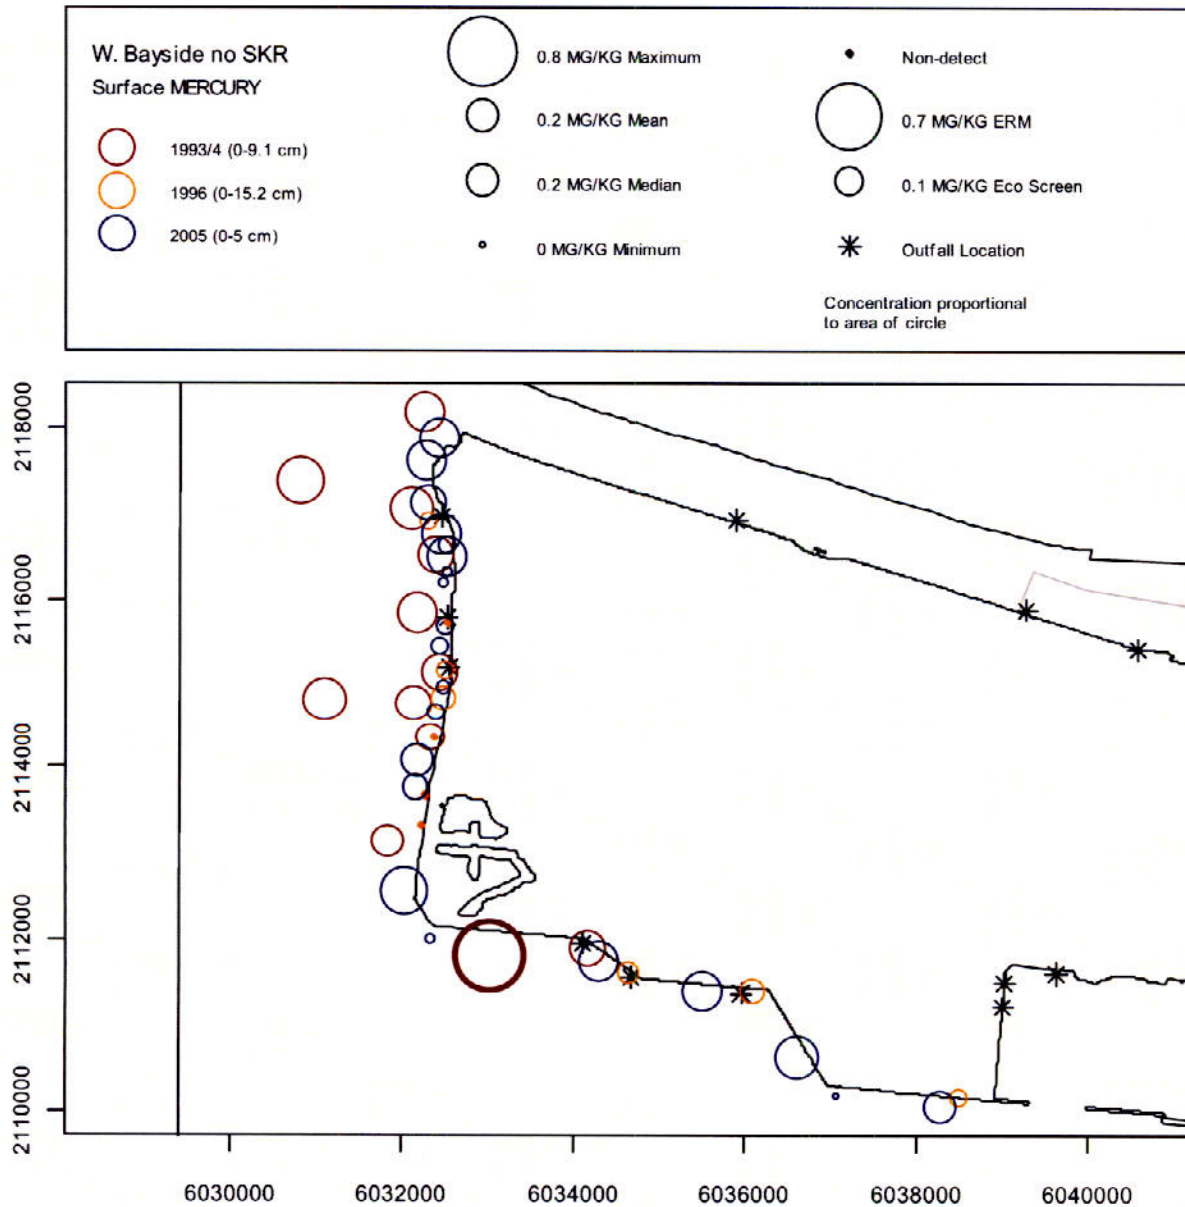 W. Bayside no SKR
Surface MERCURY
1993/4 (0-9.1 cm)
1996 (0-15.2 cm)
2005 (0-5 cm)
0.8 MG/KG Maximum
0.2 MG/KG Mean
0.2 MG/KG Median
0 MG/KG Minimum
Non-detect
0.7 MG/KG ERM
0.1 MG/KG Eco Screen
Outfall Location
Concentration proportional
to area of circle
2118000
2116000
2114000
2112000
2110000
6030000 6032000 6034000 6036000 6038000 6040000